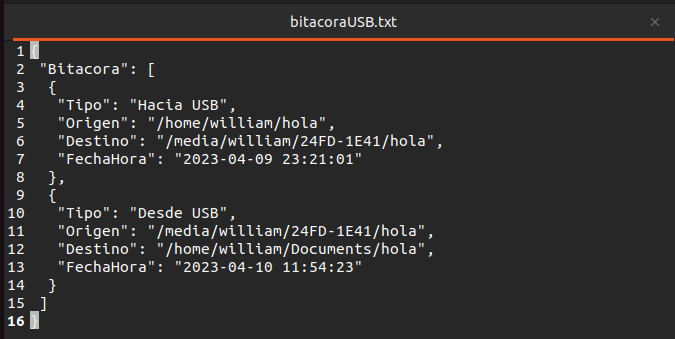 bitacoraUSB.txt
1 {
2 "Bitacora": [
3 {
4 "Tipo": "Hacia USB",
5 "Origen": "/home/william/hola",
6 "Destino": "/media/william/24FD-1E41/hola",
7 "FechaHora": "2023-04-09 23:21:01"
8 },
9 {
10 "Tipo": "Desde USB",
11 "Origen": "/media/william/24FD-1E41/hola",
12 "Destino": "/home/william/Documents/hola",
13 "FechaHora": "2023-04-10 11:54:23"
14 }
15 ]
16 }